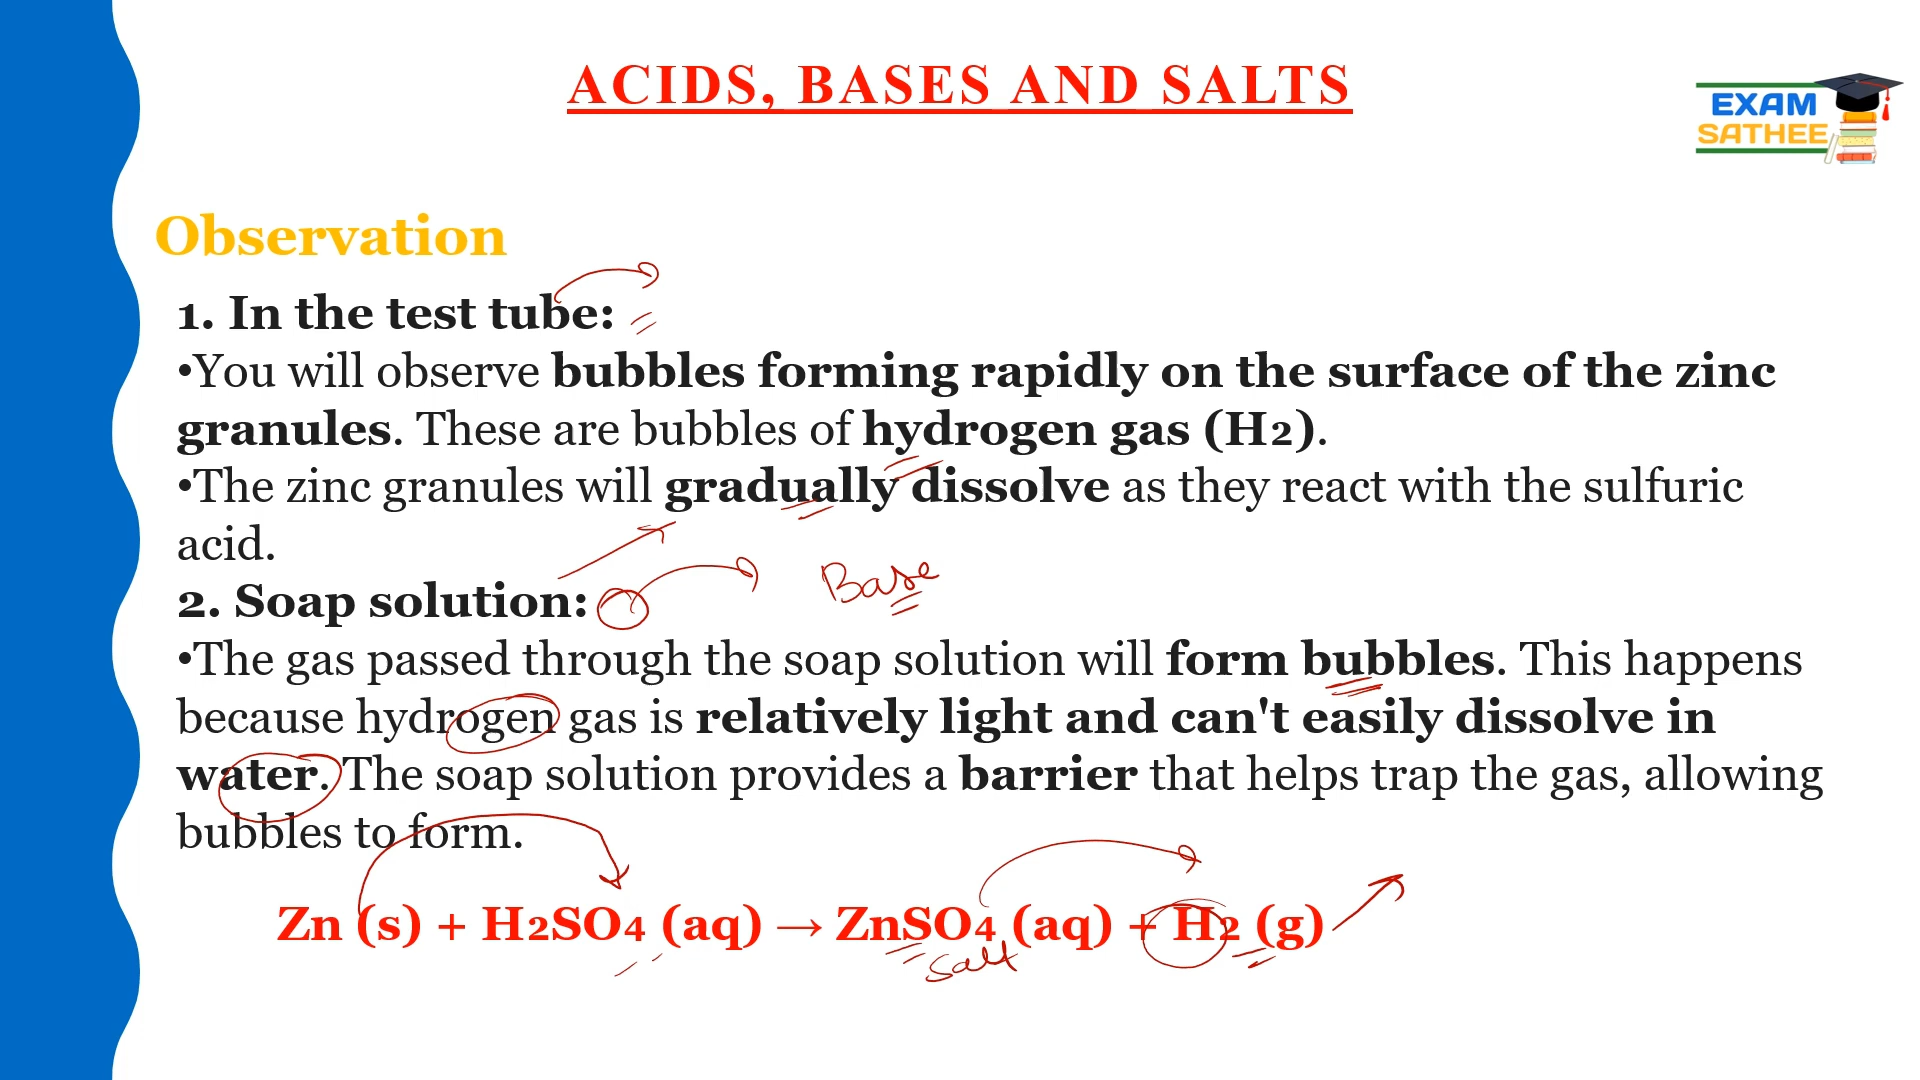 ACIDS, BASES AND SALTS
EXAM
SATHEE
Observation
1. In the test tube:
•You will observe bubbles forming rapidly on the surface of the zinc
granules. These are bubbles of hydrogen gas (H2).
•The zinc granules will gradually dissolve as they react with the sulfuric
acid.
Base
2. Soap solution:
•The gas passed through the soap solution will form bubbles. This happens
because hydrogen gas is relatively light and can't easily dissolve in
water. The soap solution provides a barrier that helps trap the gas, allowing
bubbles to form.
Zn (s) + H2SO4 (aq) → ZnSO4 (aq) + H2 (g)
Salt